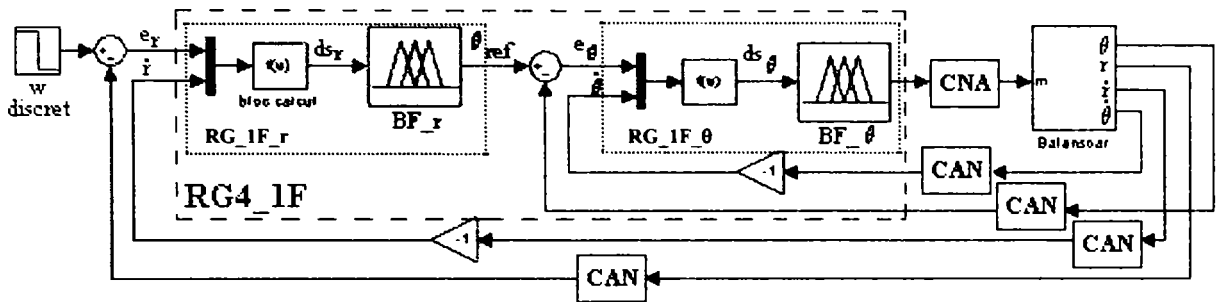 w
discret
e_r
ṙ
f(u)
bloc calcul
ds_r
BF_r
RG_1F_r
RG4_1F
θ_ref
e_θ
f(u)
ds_θ
BF_θ
RG_1F_θ
CNA
m
θ
r
ṙ
θ̇
Balansoar
-1
CAN
CAN
-1
CAN
CAN